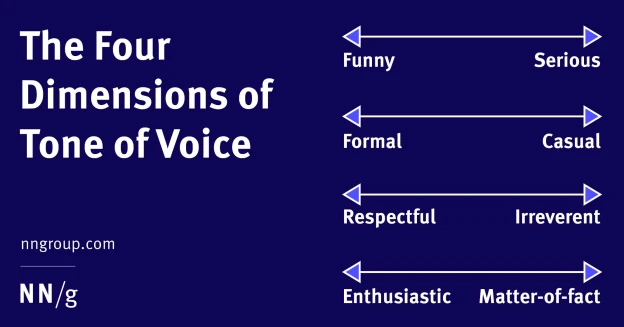 The Four
Dimensions of
Tone of Voice
nngroup.com
NN/g
Funny Serious
Formal Casual
Respectful Irreverent
Enthusiastic Matter-of-fact